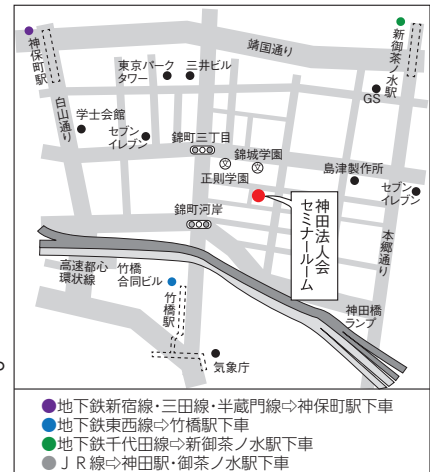 神保町駅
靖国通り
新御茶ノ水駅
東京パーク
タワー
三井ビル
白山通り
学士会館
セブン
イレブン
GS
錦町三丁目
錦城学園
正則学園
島津製作所
セブン
イレブン
錦町河岸
神田法人会
セミナールーム
本郷通り
高速都心
環状線
竹橋
合同ビル
竹橋駅
神田橋
ランプ
気象庁
●地下鉄新宿線・三田線・半蔵門線⇨神保町駅下車
●地下鉄東西線⇨竹橋駅下車
●地下鉄千代田線⇨新御茶ノ水駅下車
●ＪＲ線⇨神田駅・御茶ノ水駅下車